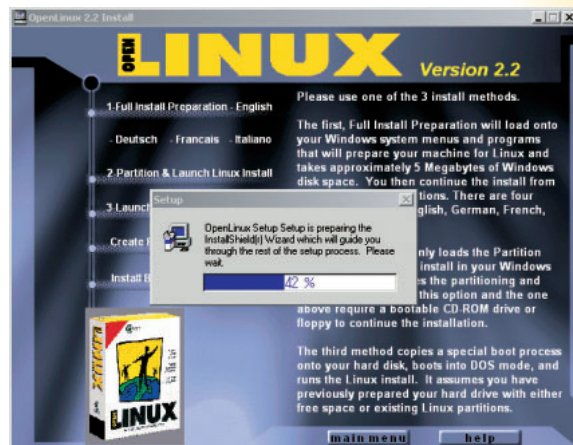 OpenLinux 2.2 Install
OPEN LINUX
Version 2.2
1-Full Install Preparation - English
- Deutsch - Francais - Italiano
2-Partition & Launch Linux Install
3-Launch
Create
Install
Please use one of the 3 install methods.
The first, Full Install Preparation will load onto
your Windows system menus and programs
that will prepare your machine for Linux and
takes approximately 5 Megabytes of Windows
disk space. You then continue the install from
There are four
German, French,
only loads the Partition
install in your Windows
the partitioning and
this option and the one
above require a bootable CD-ROM drive or
floppy to continue the installation.
The third method copies a special boot process
onto your hard disk, boots into DOS mode, and
runs the Linux install. It assumes you have
previously prepared your hard drive with either
free space or existing Linux partitions.
Setup
OpenLinux Setup Setup is preparing the
InstallShield(r) Wizard which will guide you
through the rest of the setup process. Please
wait.
42 %
OPEN LINUX
main menu
help